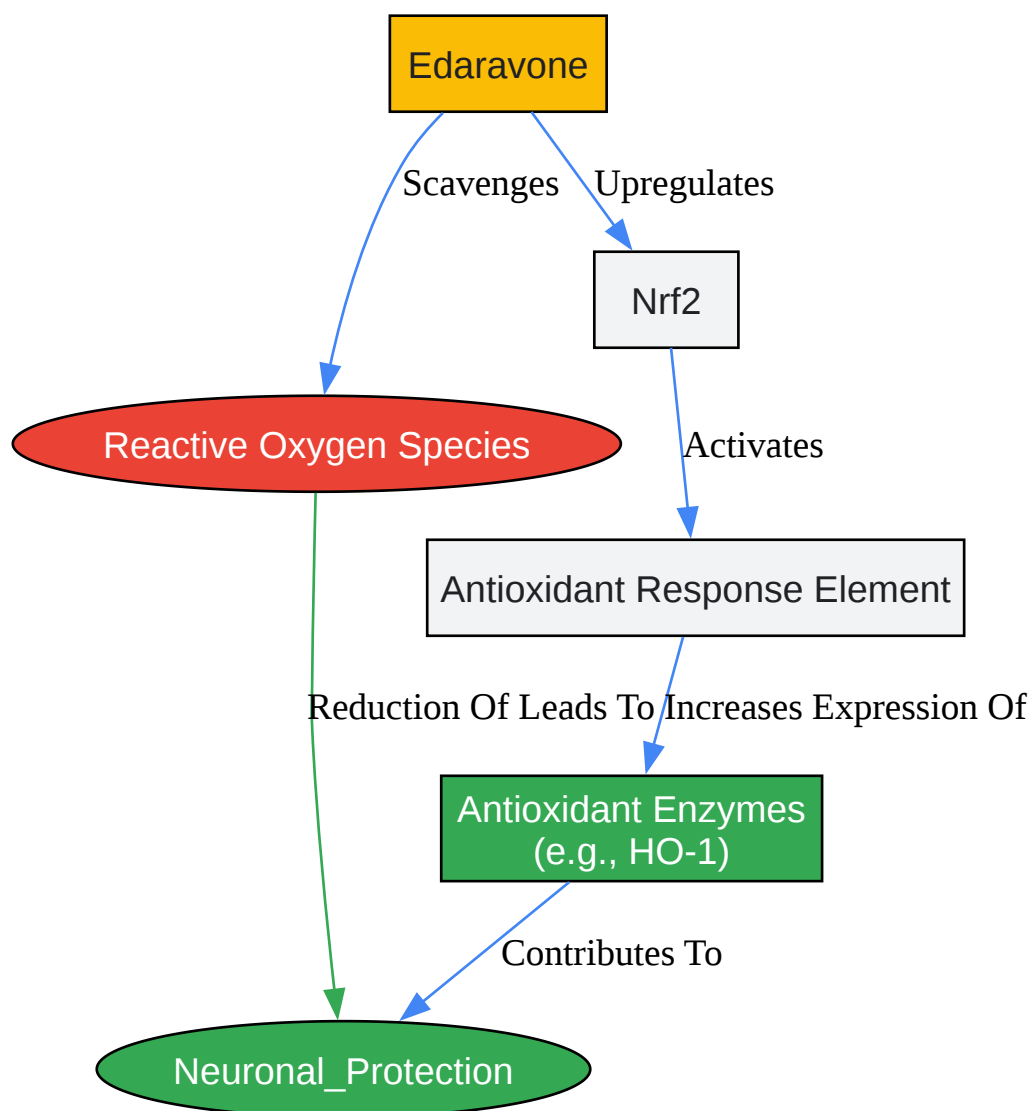 Edaravone
Scavenges
Upregulates
Nrf2
Reactive Oxygen Species
Activates
Antioxidant Response Element
Reduction Of Leads To
Increases Expression Of
Antioxidant Enzymes
(e.g., HO-1)
Contributes To
Neuronal_Protection